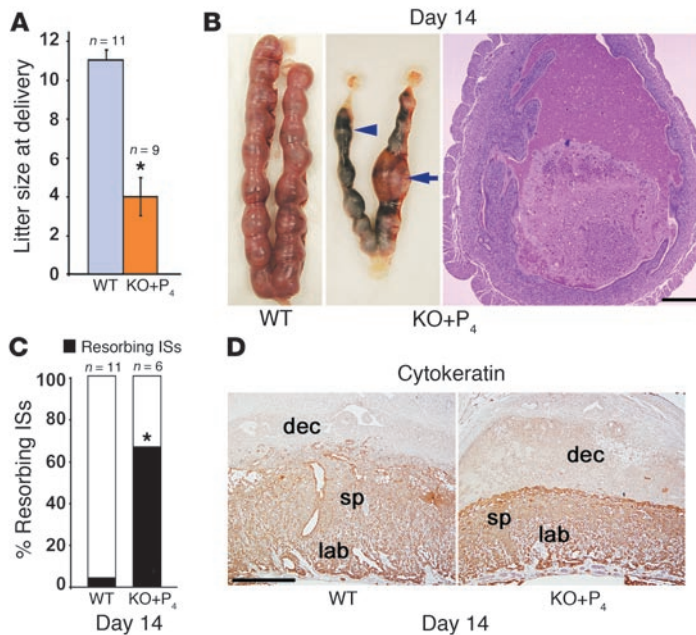 A
Litter size at delivery
12
10
8
6
4
2
0
n = 11
n = 9
*
WT KO+P4
B
Day 14
WT KO+P4
C
Resorbing ISs
n = 11 n = 6
% Resorbing ISs
100
80
60
40
20
0
*
WT KO+P4
Day 14
D
Cytokeratin
dec
sp
lab
dec
sp
lab
WT KO+P4
Day 14